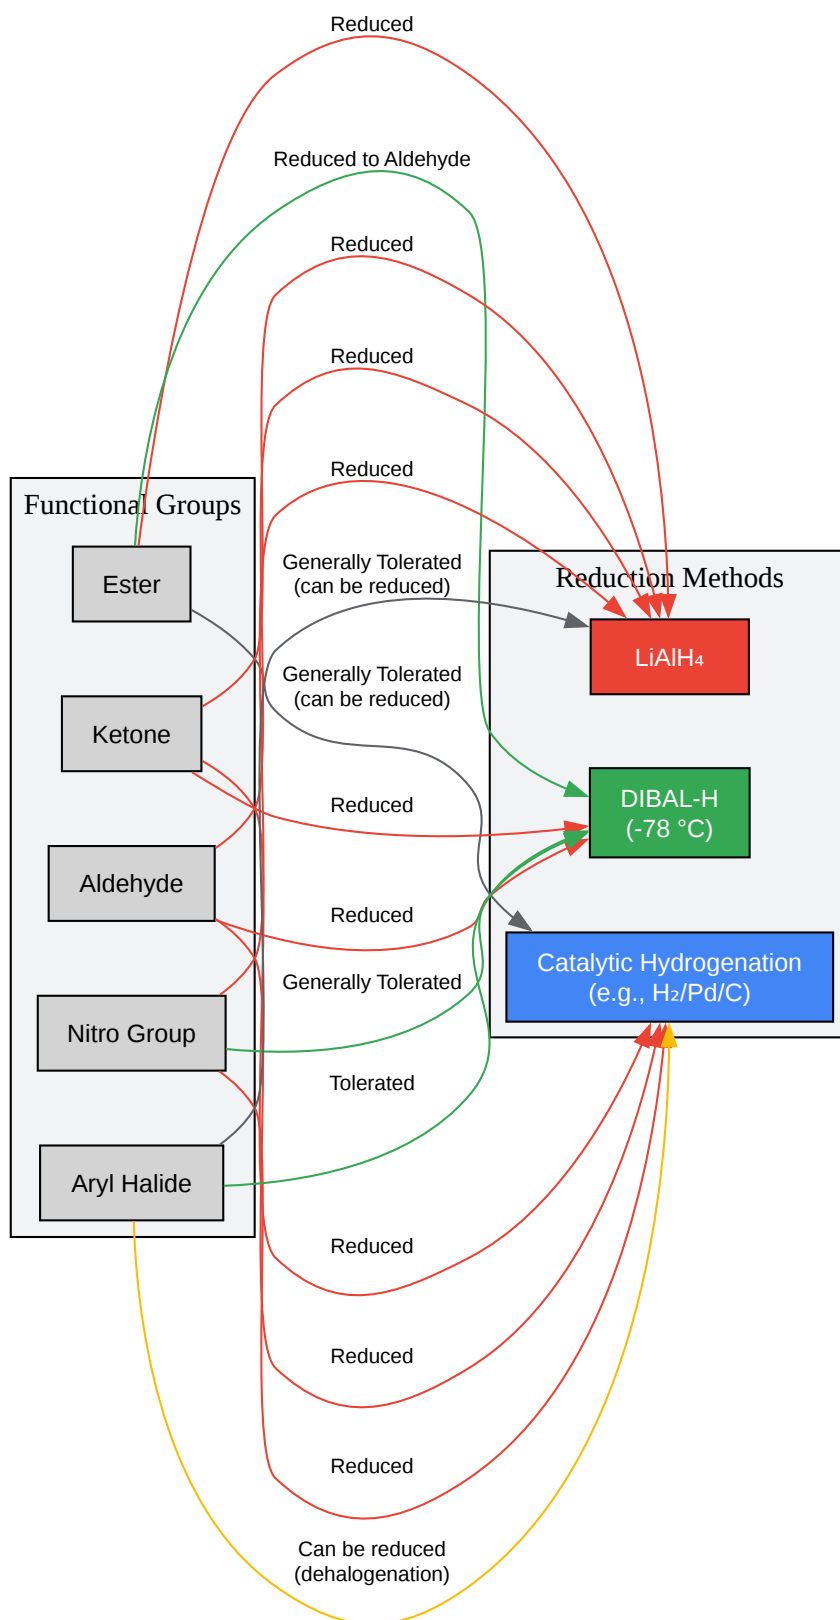 Reduced
Reduced to Aldehyde
Reduced
Reduced
Reduced
Functional Groups
Ester
Generally Tolerated
(can be reduced)
Reduction Methods
LiAlH₄
Generally Tolerated
(can be reduced)
Ketone
DIBAL-H
(-78 °C)
Reduced
Aldehyde
Reduced
Catalytic Hydrogenation
(e.g., H₂/Pd/C)
Generally Tolerated
Nitro Group
Tolerated
Aryl Halide
Reduced
Reduced
Reduced
Can be reduced
(dehalogenation)